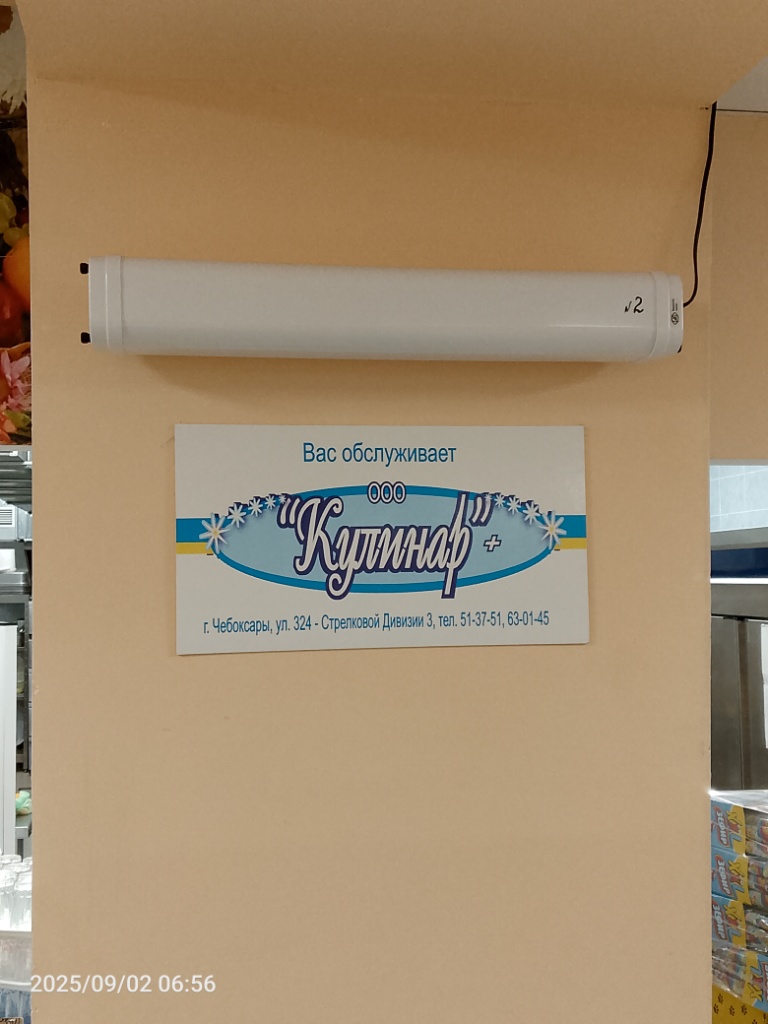 №2
Вас обслуживает
ООО
"Кулинар" +
г. Чебоксары, ул. 324 - Стрелковой Дивизии 3, тел. 51-37-51, 63-01-45
2025/09/02 06:56